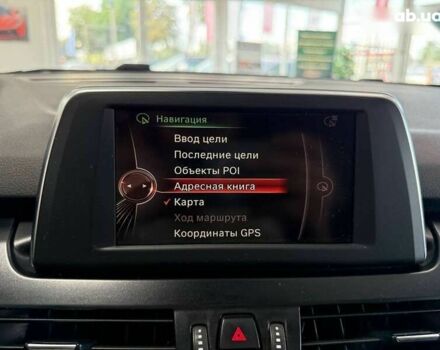 ab.ua
Навигация
Ввод цели
Последние цели
Объекты POI
Адресная книга
Карта
Ход маршрута
Координаты GPS